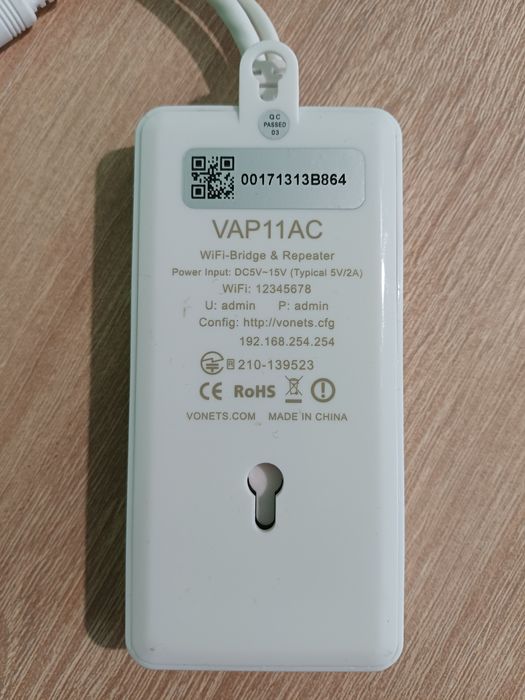 QC
PASSED
03
00171313B864
VAP11AC
WiFi-Bridge & Repeater
Power Input: DC5V~15V (Typical 5V/2A)
WiFi: 12345678
U: admin P: admin
Config: http://vonets.cfg
192.168.254.254
R 210-139523
CE RoHS
VONETS.COM MADE IN CHINA